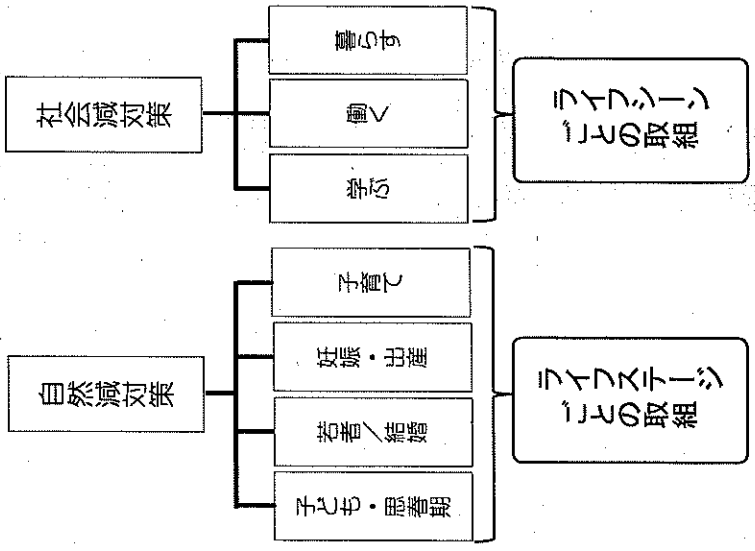 社会減対策
暮らす
働く
学ぶ
ライフシーン
ごとの取組
自然減対策
子育て
妊娠・出産
若者／結婚
子ども・思春期
ライフステージ
ごとの取組